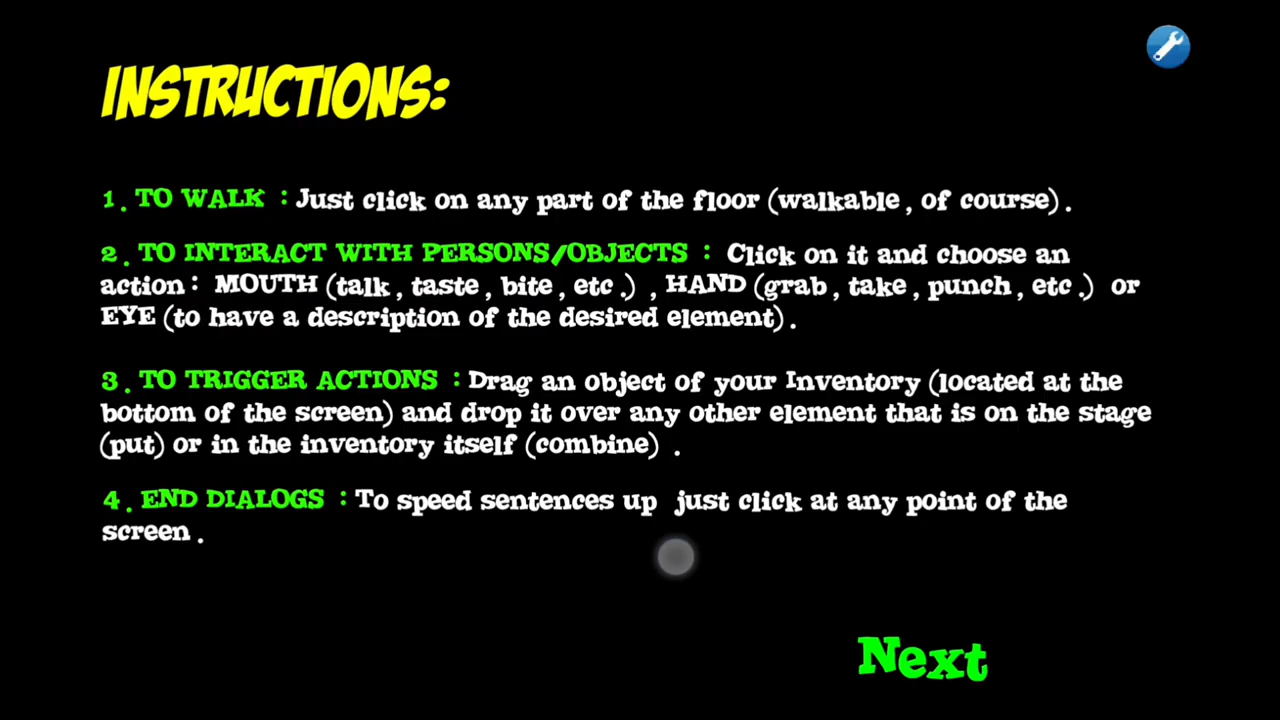 INSTRUCTIONS:
1. TO WALK : Just click on any part of the floor (walkable, of course).
2. TO INTERACT WITH PERSONS/OBJECTS : Click on it and choose an
action: MOUTH (talk, taste, bite, etc.) , HAND (grab, take, punch, etc.) or
EYE (to have a description of the desired element).
3. TO TRIGGER ACTIONS : Drag an object of your Inventory (located at the
bottom of the screen) and drop it over any other element that is on the stage
(put) or in the inventory itself (combine) .
4. END DIALOGS : To speed sentences up just click at any point of the
screen.
Next